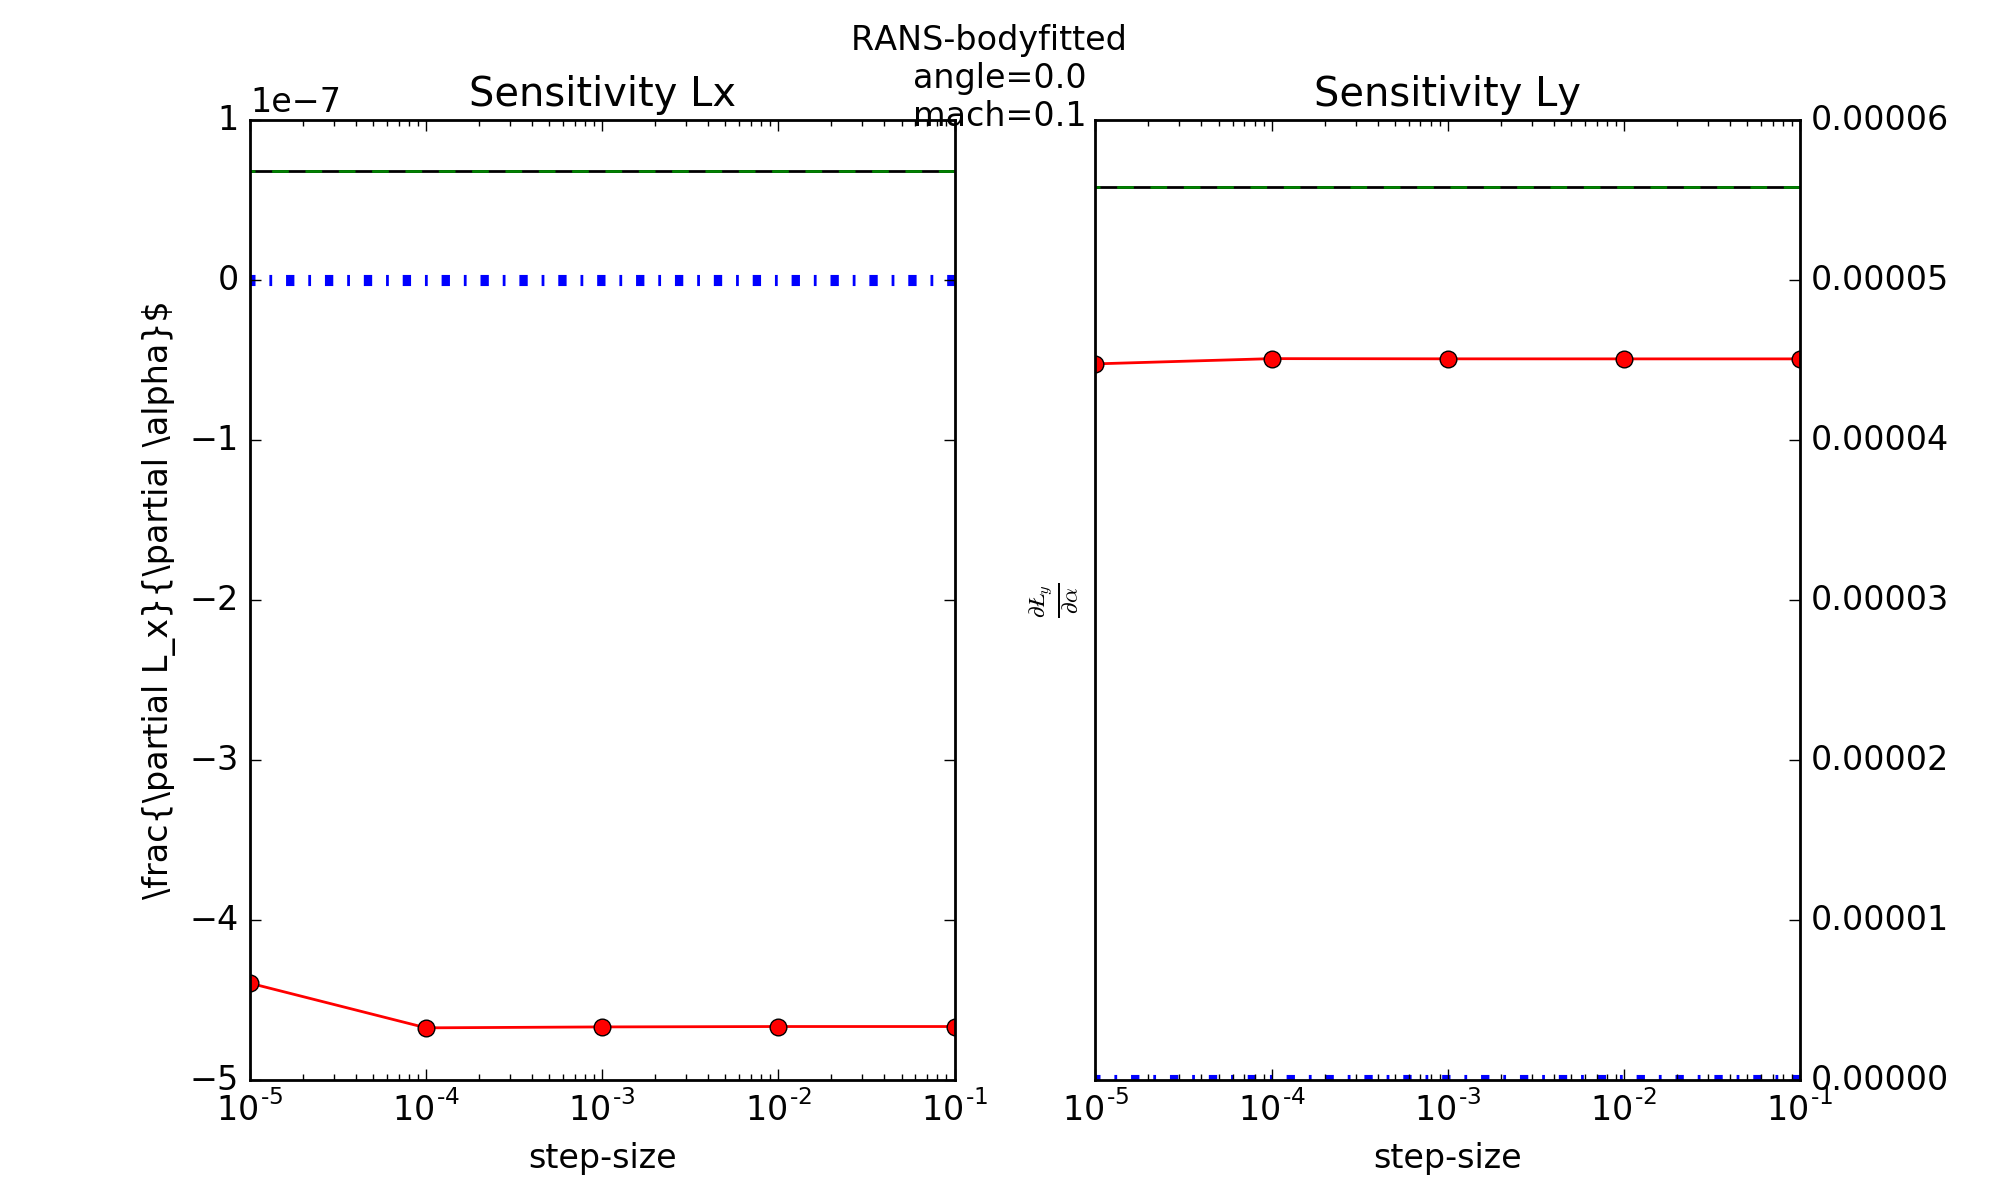 RANS-bodyfitted
angle=0.0
mach=0.1
Sensitivity Lx
1e−7
1
0
−1
−2
−3
−4
−5
\frac{\partial L_x}{\partial \alpha}$
10^-5 10^-4 10^-3 10^-2 10^-1
step-size
Sensitivity Ly
∂Ł_y/∂α
0.00006
0.00005
0.00004
0.00003
0.00002
0.00001
0.00000
10^-5 10^-4 10^-3 10^-2 10^-1
step-size